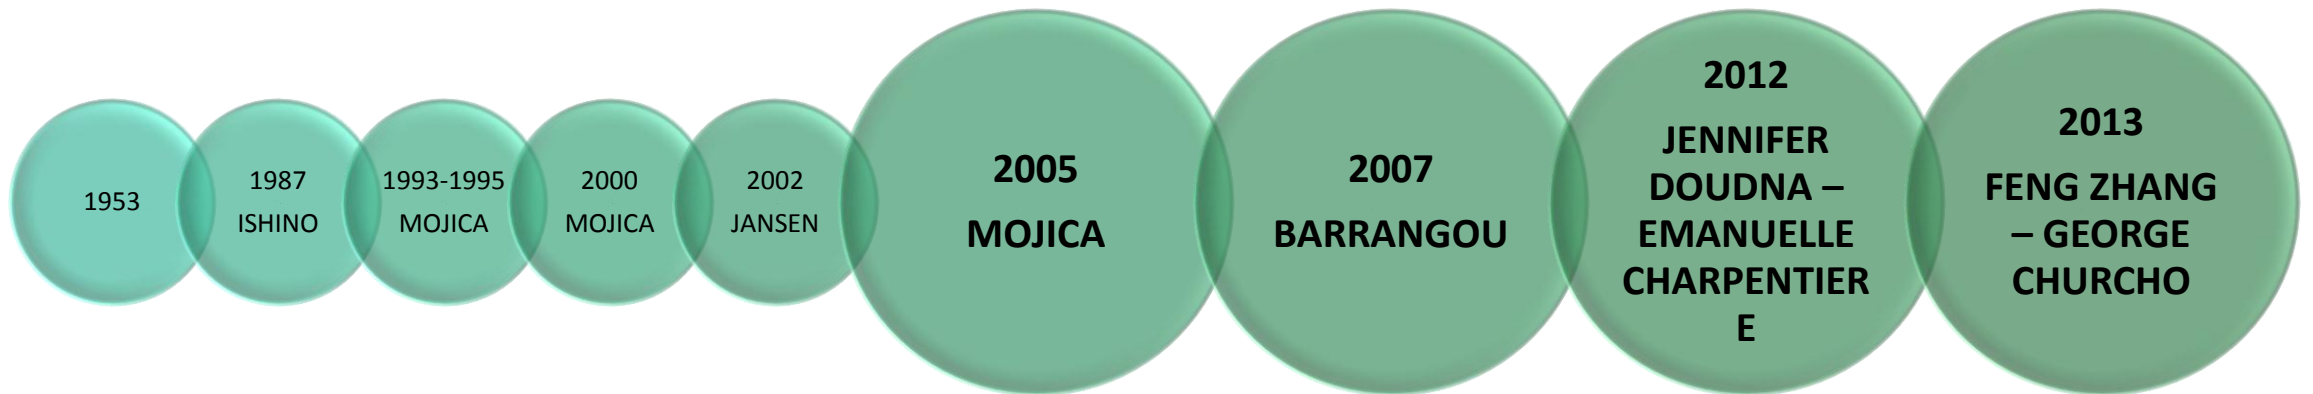 1953
1987
ISHINO
1993-1995
MOJICA
2000
MOJICA
2002
JANSEN
2005
MOJICA
2007
BARRANGOU
2012
JENNIFER
DOUDNA –
EMANUELLE
CHARPENTIER
E
2013
FENG ZHANG
– GEORGE
CHURCHO